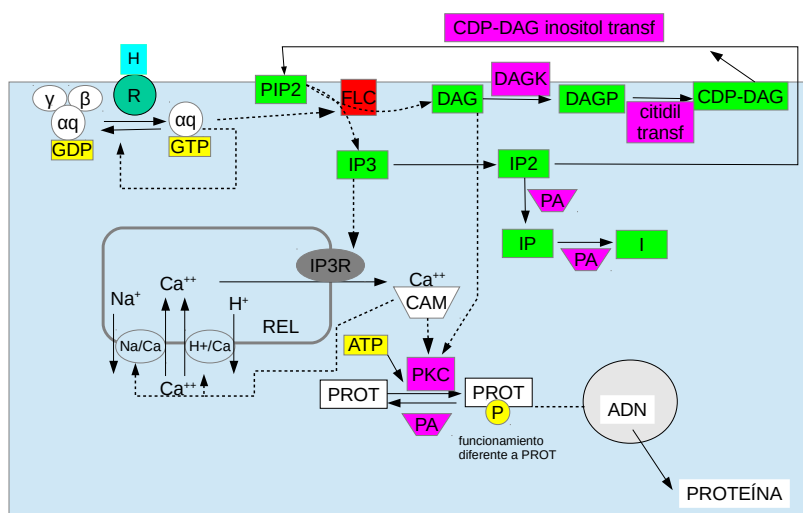 CDP-DAG inositol transf
H
R
γ
β
αq
αq
GDP
GTP
PIP2
FLC
DAG
DAGK
DAGP
citidil
transf
CDP-DAG
IP3
IP2
PA
IP
PA
I
IP3R
Ca++
Na+
H+
REL
Ca++
CAM
Na/Ca
H+/Ca
Ca++
ATP
PKC
PROT
PROT
P
PA
funcionamiento
diferente a PROT
ADN
PROTEÍNA